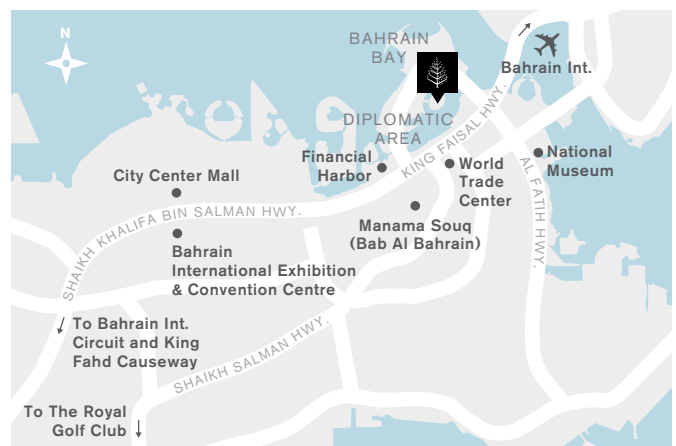 N
BAHRAIN
BAY
Bahrain Int.
DIPLOMATIC
AREA
KING FAISAL HWY.
Financial
Harbor
World
Trade
Center
National
Museum
AL FATIH HWY.
City Center Mall
SHAIKH KHALIFA BIN SALMAN HWY.
Manama Souq
(Bab Al Bahrain)
Bahrain
International Exhibition
& Convention Centre
To Bahrain Int.
Circuit and King
Fahd Causeway
SHAIKH SALMAN HWY.
To The Royal
Golf Club